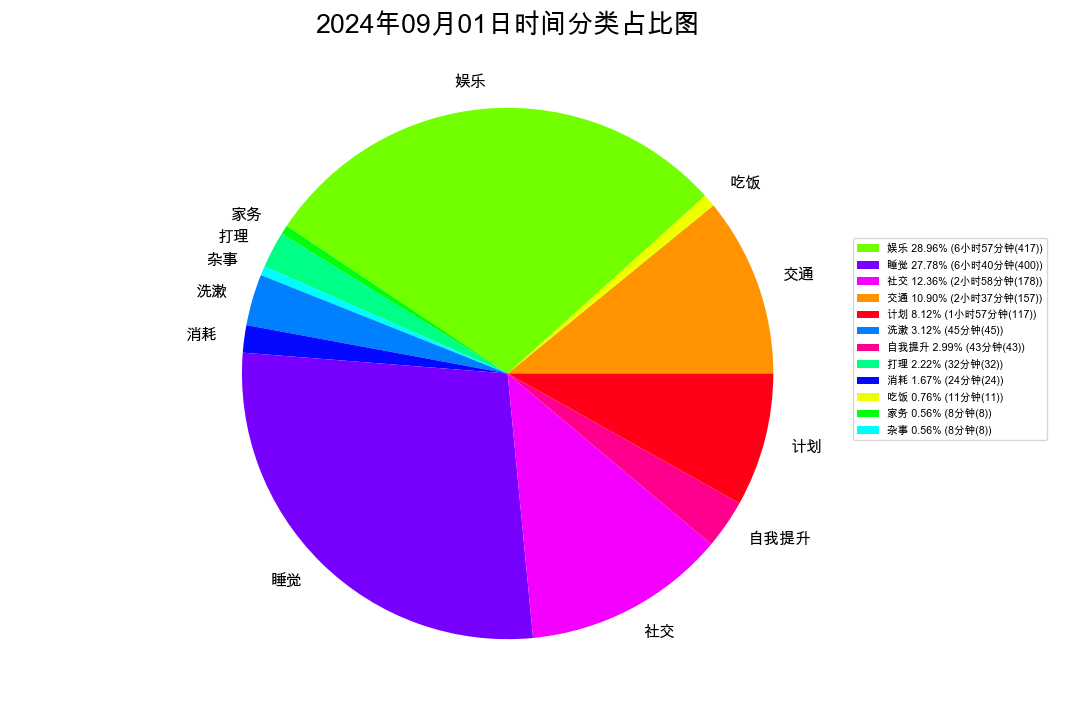 2024年09月01日时间分类占比图
娱乐
吃饭
家务
打理
杂事
交通
洗漱
消耗
计划
自我提升
睡觉
社交
娱乐 28.96% (6小时57分钟(417))
睡觉 27.78% (6小时40分钟(400))
社交 12.36% (2小时58分钟(178))
交通 10.90% (2小时37分钟(157))
计划 8.12% (1小时57分钟(117))
洗漱 3.12% (45分钟(45))
自我提升 2.99% (43分钟(43))
打理 2.22% (32分钟(32))
消耗 1.67% (24分钟(24))
吃饭 0.76% (11分钟(11))
家务 0.56% (8分钟(8))
杂事 0.56% (8分钟(8))